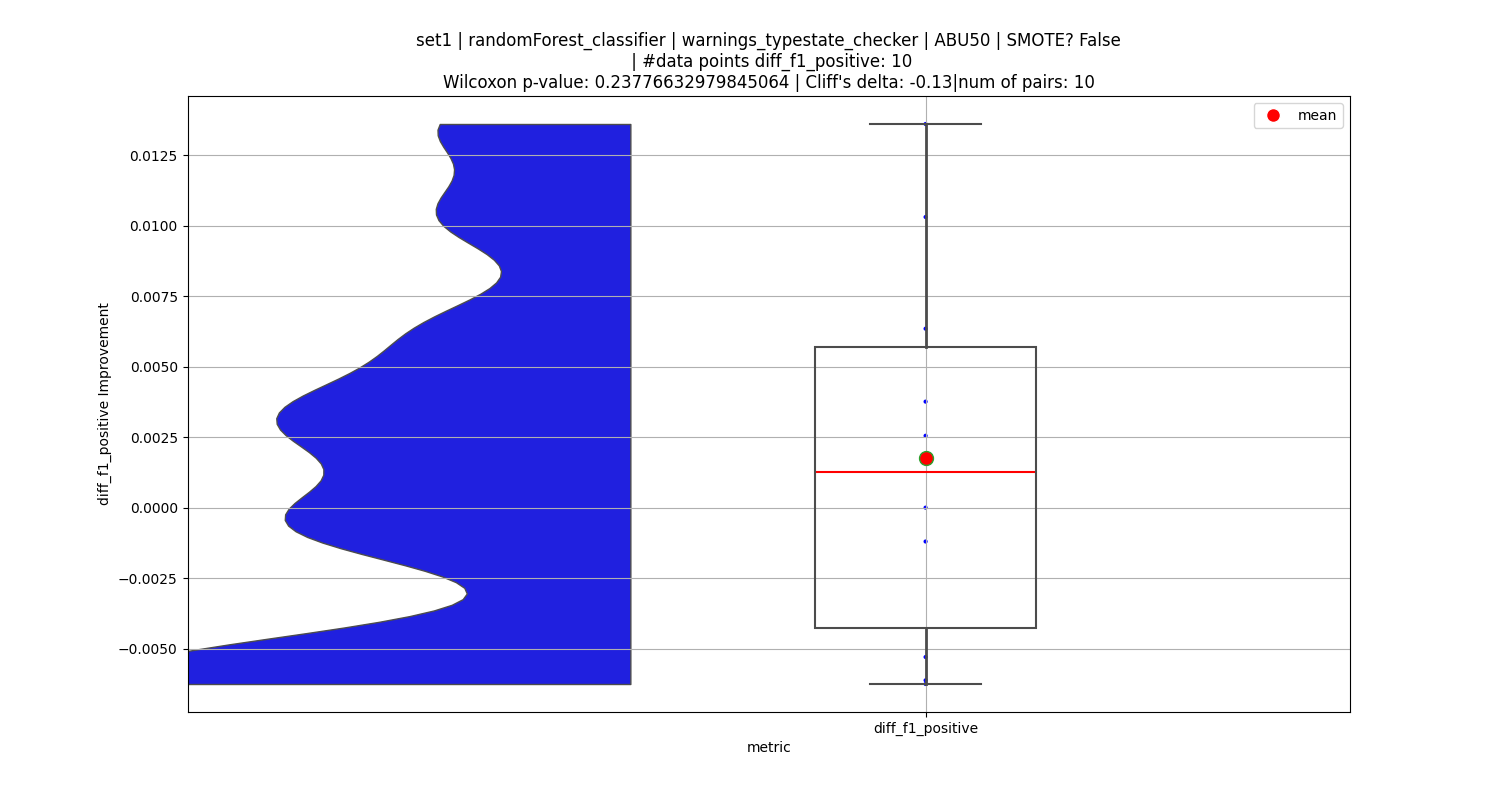 set1 | randomForest_classifier | warnings_typestate_checker | ABU50 | SMOTE? False
| #data points diff_f1_positive: 10
Wilcoxon p-value: 0.23776632979845064 | Cliff's delta: -0.13|num of pairs: 10
mean
0.0125
0.0100
0.0075
0.0050
0.0025
0.0000
−0.0025
−0.0050
diff_f1_positive Improvement
diff_f1_positive
metric